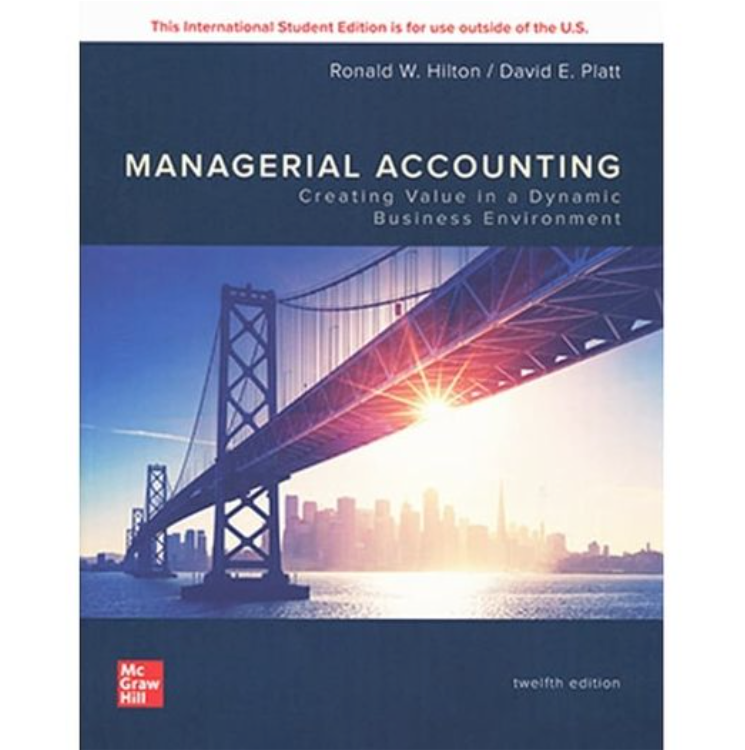 This International Student Edition is for use outside of the U.S.
Ronald W. Hilton / David E. Platt
MANAGERIAL ACCOUNTING
Creating Value in a Dynamic
Business Environment
Mc
Graw
Hill
twelfth edition